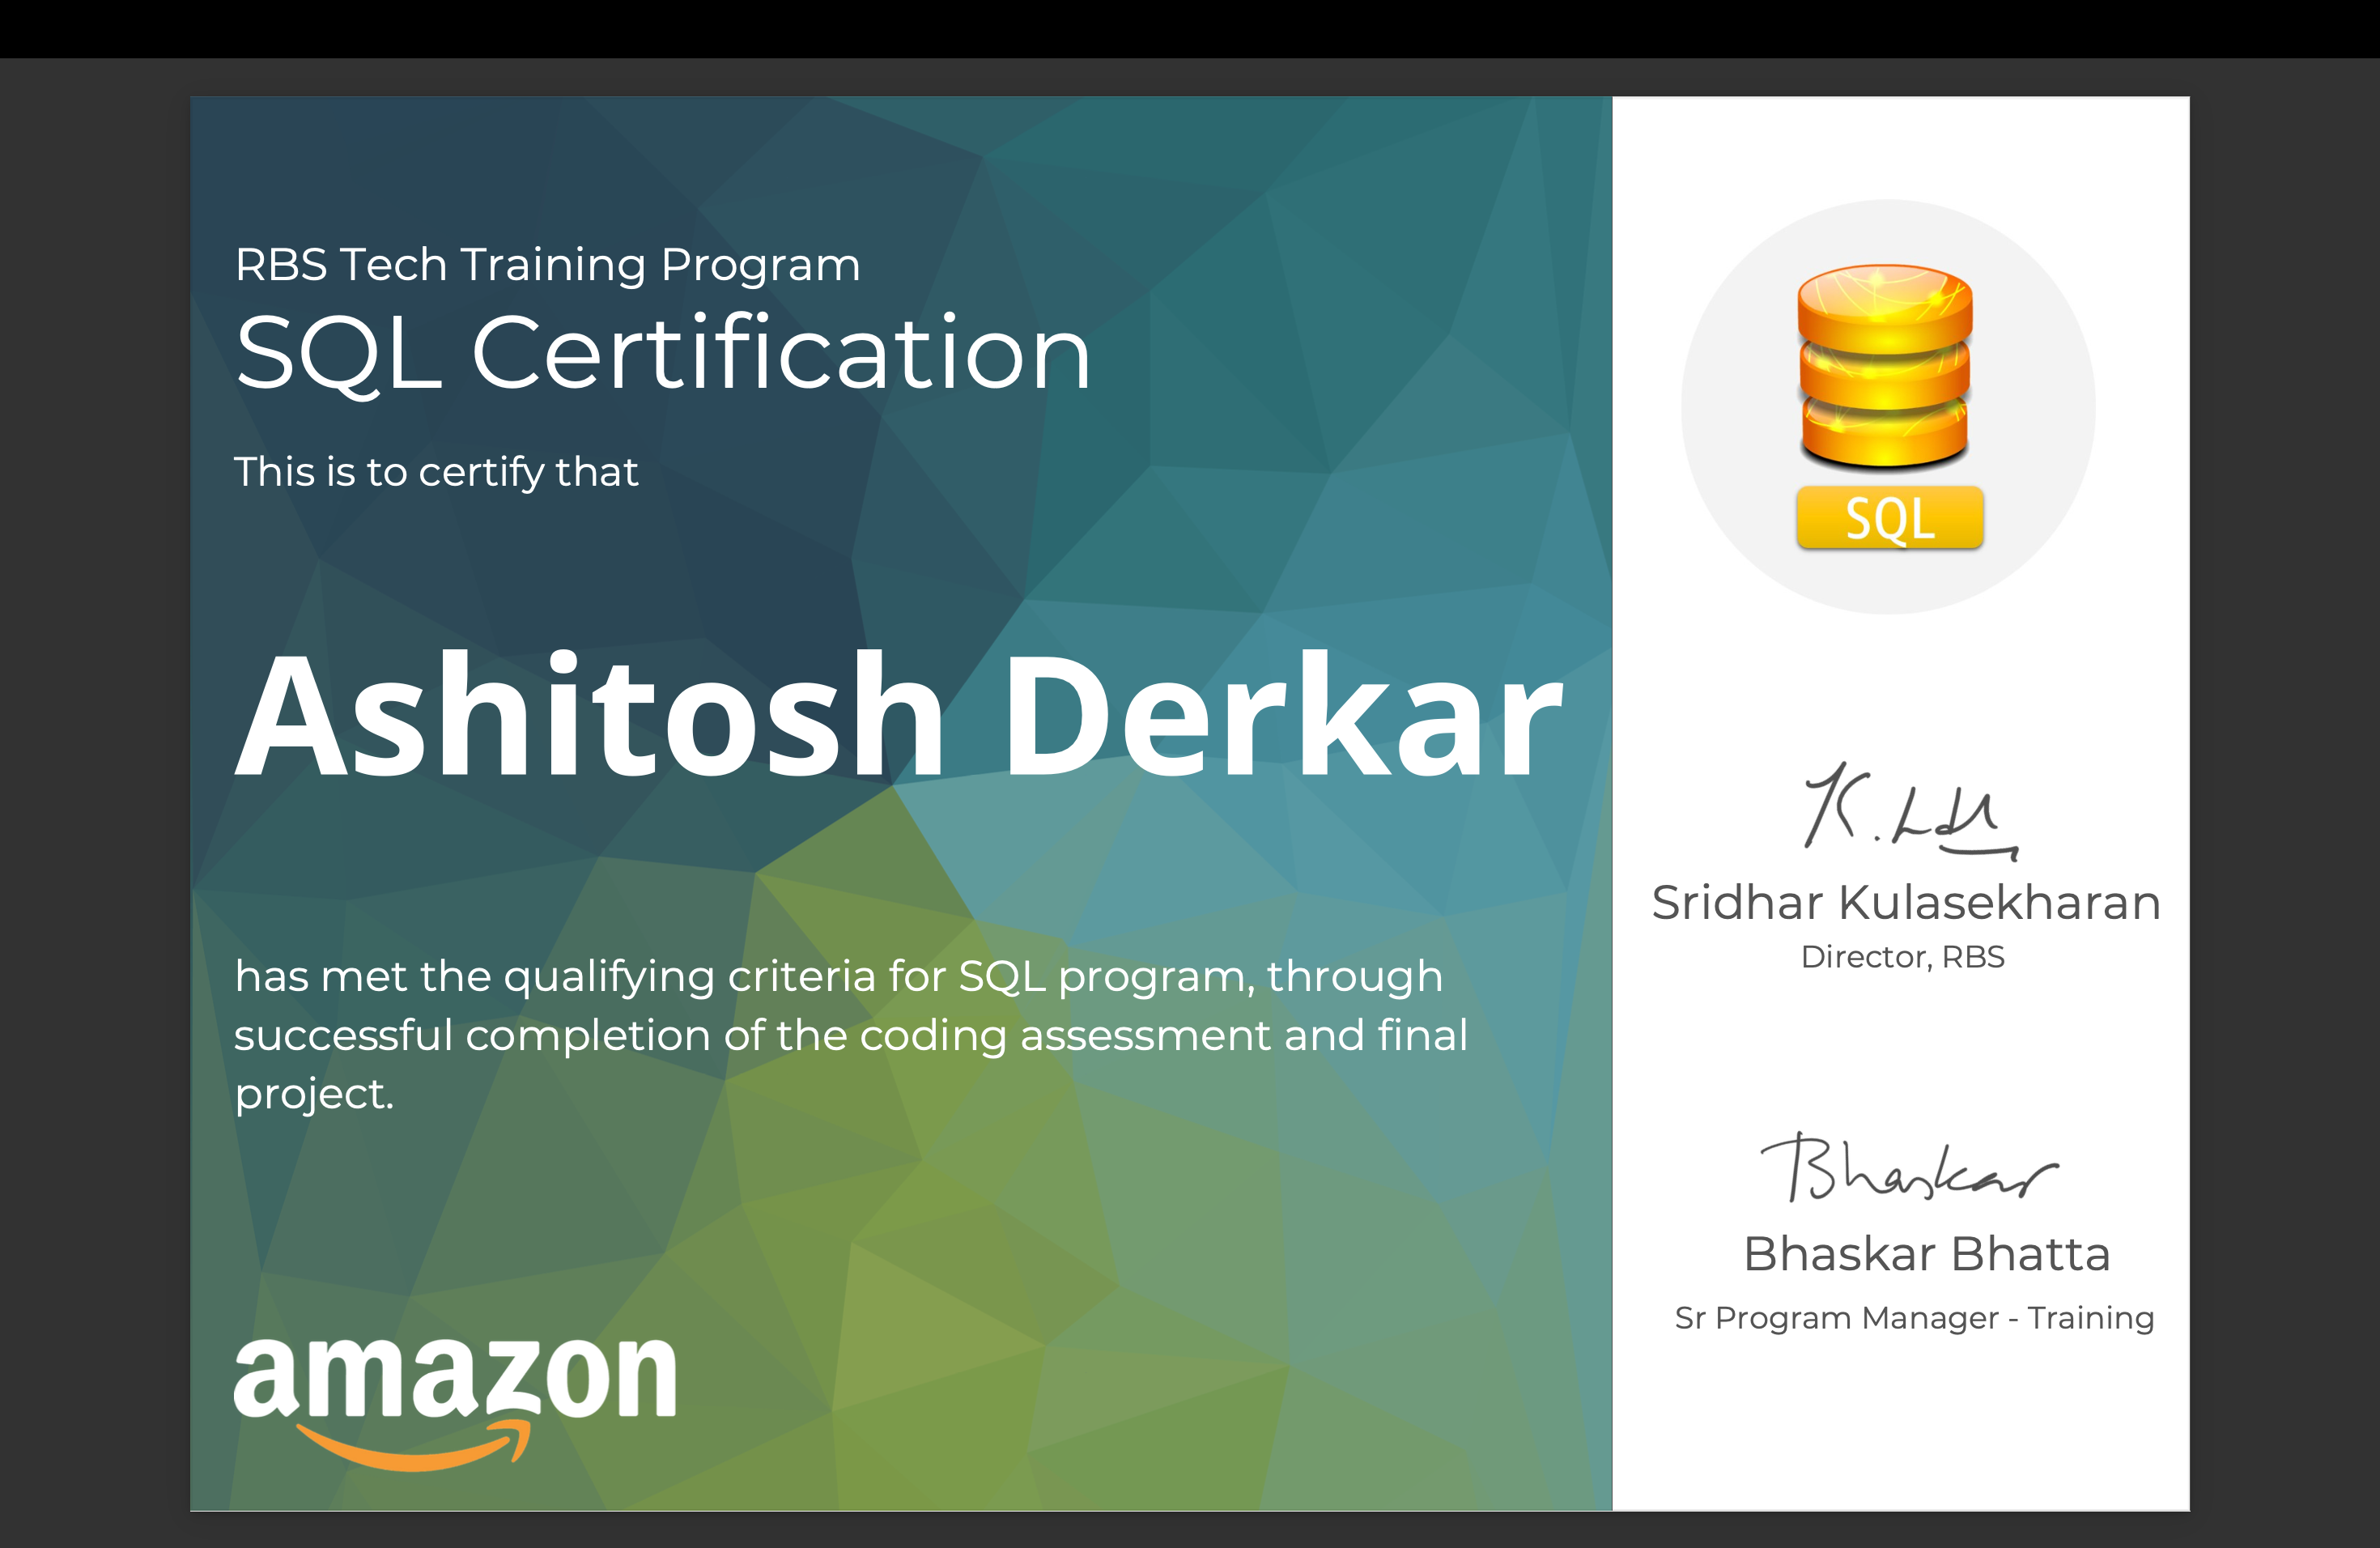 RBS Tech Training Program
SQL Certification
This is to certify that
Ashitosh Derkar
has met the qualifying criteria for SQL program, through
successful completion of the coding assessment and final
project.
amazon
SQL
Sridhar Kulasekharan
Director, RBS
Bhaskar
Bhaskar Bhatta
Sr Program Manager - Training